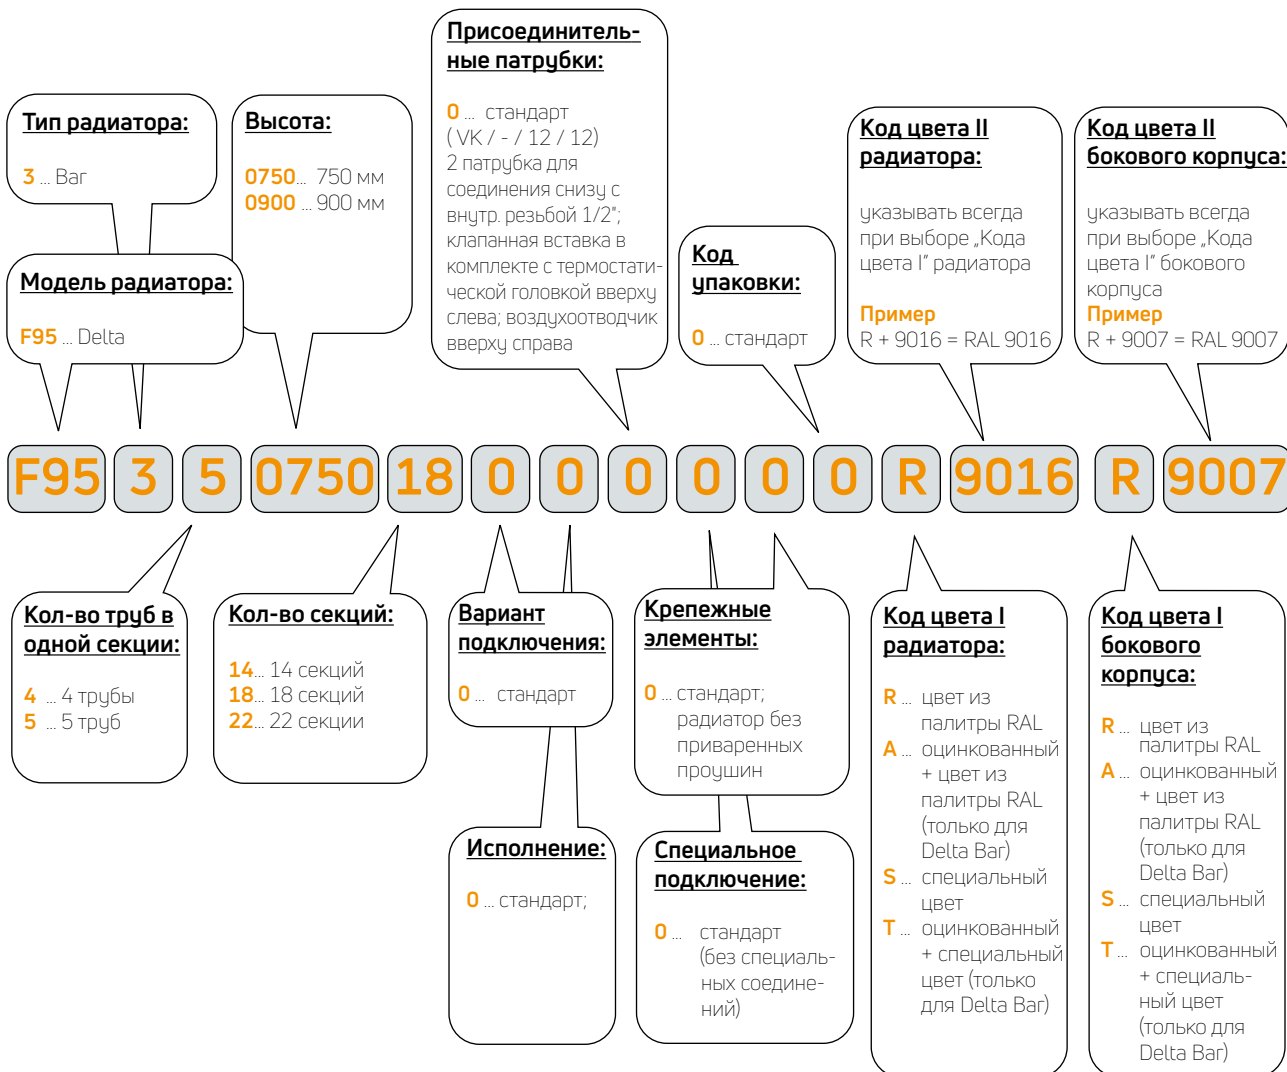 Тип радиатора:
3 ... Bar
Модель радиатора:
F95 ... Delta
Высота:
0750... 750 мм
0900 ... 900 мм
Присоединитель-
ные патрубки:
0 ... стандарт
( VK / - / 12 / 12)
2 патрубка для
соединения снизу с
внутр. резьбой 1/2";
клапанная вставка в
комплекте с термостати-
ческой головкой вверху
слева; воздухоотводчик
вверху справа
Код
упаковки:
0 ... стандарт
Код цвета II
радиатора:
указывать всегда
при выборе „Кода
цвета I" радиатора
Пример
R + 9016 = RAL 9016
Код цвета II
бокового корпуса:
указывать всегда
при выборе „Кода
цвета I" бокового
корпуса
Пример
R + 9007 = RAL 9007
F95 3 5 0750 18 0 0 0 0 0 0 R 9016 R 9007
Кол-во труб в
одной секции:
4 ... 4 трубы
5 ... 5 труб
Кол-во секций:
14... 14 секций
18... 18 секций
22... 22 секции
Вариант
подключения:
0 ... стандарт
Исполнение:
0 ... стандарт;
Крепежные
элементы:
0 ... стандарт;
радиатор без
приваренных
проушин
Специальное
подключение:
0 ... стандарт
(без специаль-
ных соедине-
ний)
Код цвета I
радиатора:
R ... цвет из
палитры RAL
A ... оцинкованный
+ цвет из
палитры RAL
(только для
Delta Bar)
S ... специальный
цвет
T ... оцинкованный
+ специальный
цвет (только
для Delta Bar)
Код цвета I
бокового
корпуса:
R ... цвет из
палитры RAL
A ... оцинкованный
+ цвет из
палитры RAL
(только для
Delta Bar)
S ... специальный
цвет
T ... оцинкованный
+ специаль-
ный цвет
(только для
Delta Bar)